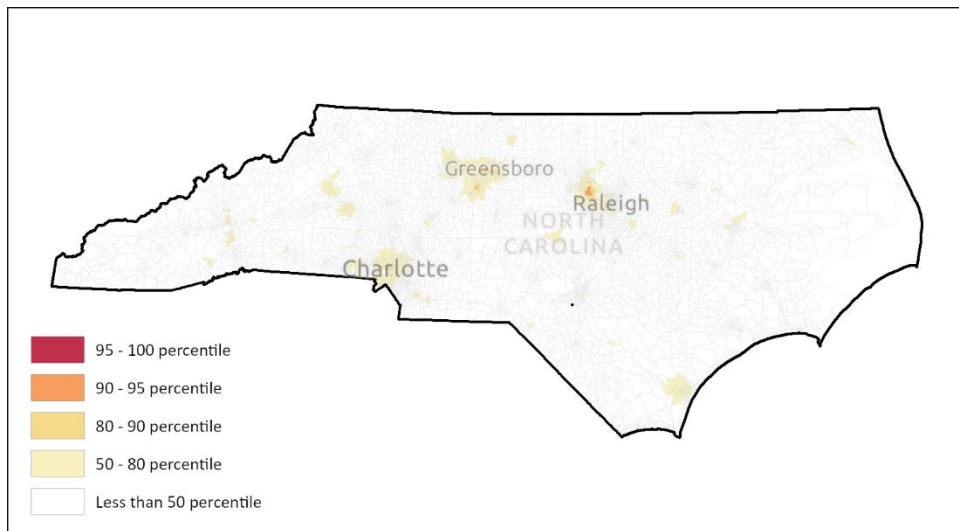 Greensboro
Raleigh
NORTH
CAROLINA
Charlotte
95 - 100 percentile
90 - 95 percentile
80 - 90 percentile
50 - 80 percentile
Less than 50 percentile